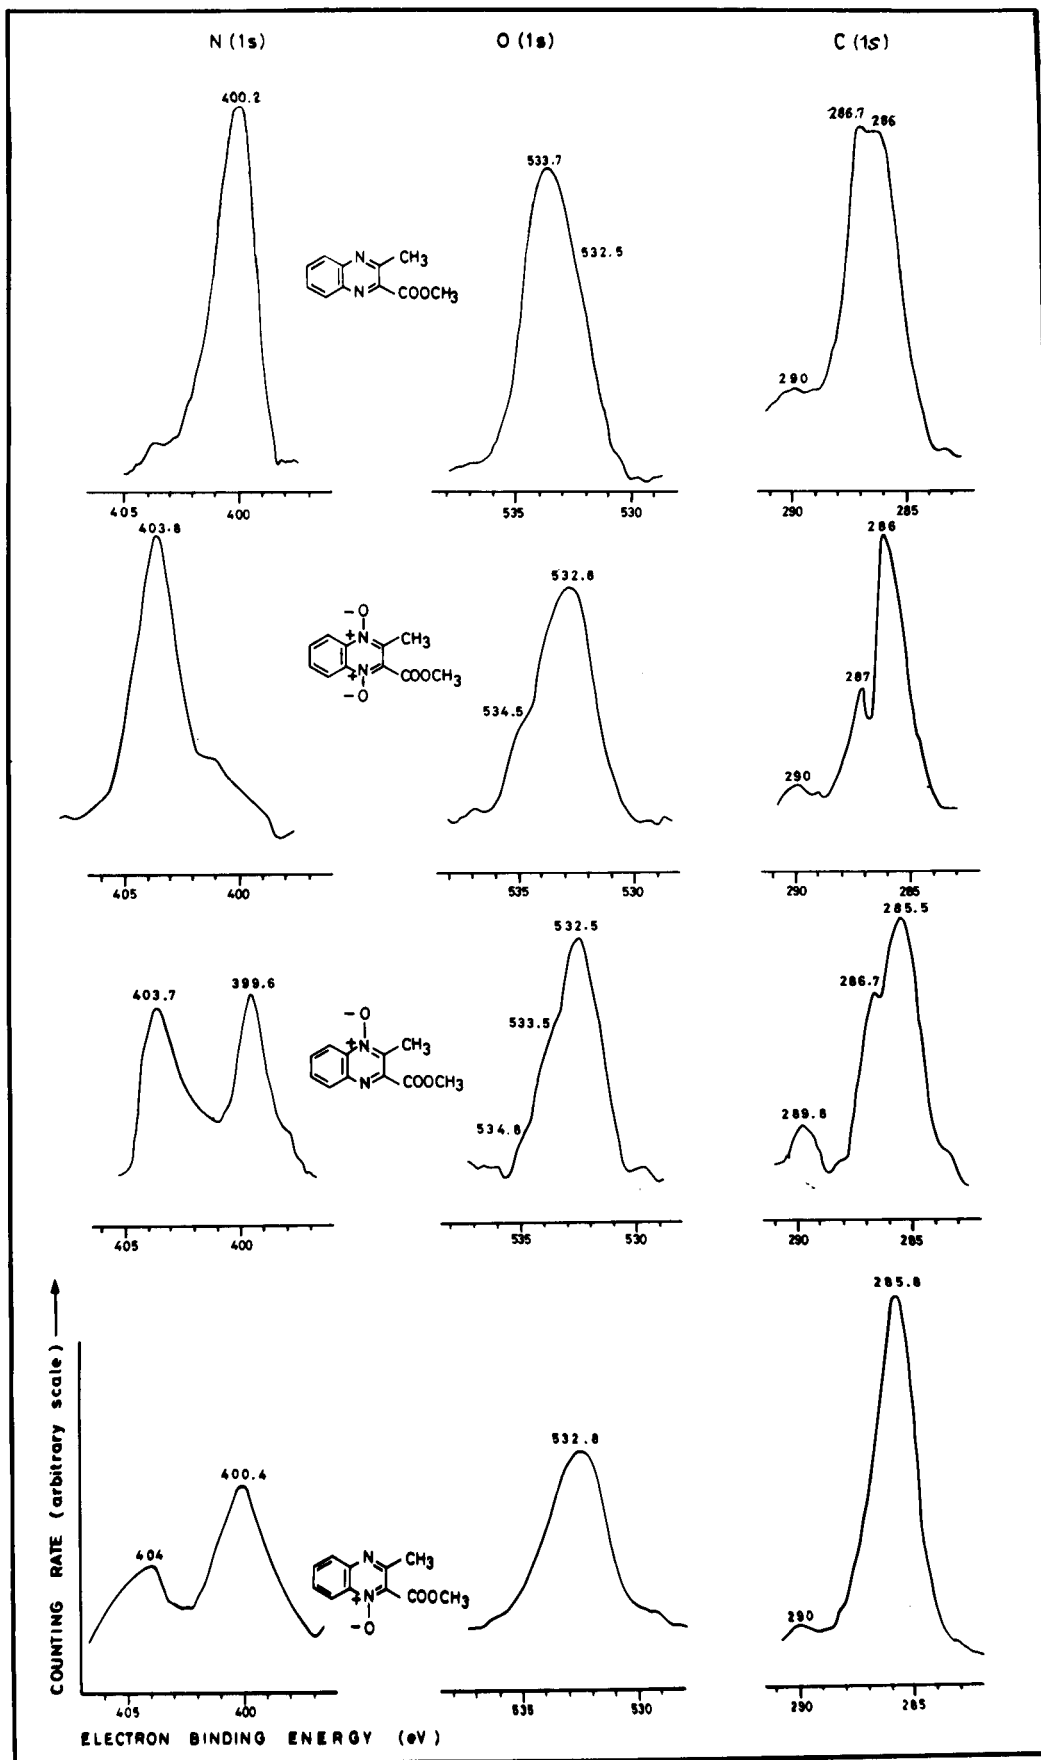 N (1s) O (1s) C (1s)
400.2
533.7
532.5
286.7 286
290
N
N
CH3
COOCH3
405 400
535 530
290 285
403.8
532.8
534.5
286
287
290
-O
+N
CH3
+N
COOCH3
-O
405 400
535 530
290 285
403.7 399.6
532.5
533.5
534.8
285.5
286.7
289.8
-O
+N
CH3
N
COOCH3
405 400
535 530
290 285
404
400.4
532.8
285.8
290
N
CH3
+N
COOCH3
-O
405 400
535 530
290 285
COUNTING RATE (arbitrary scale)
ELECTRON BINDING ENERGY (eV)